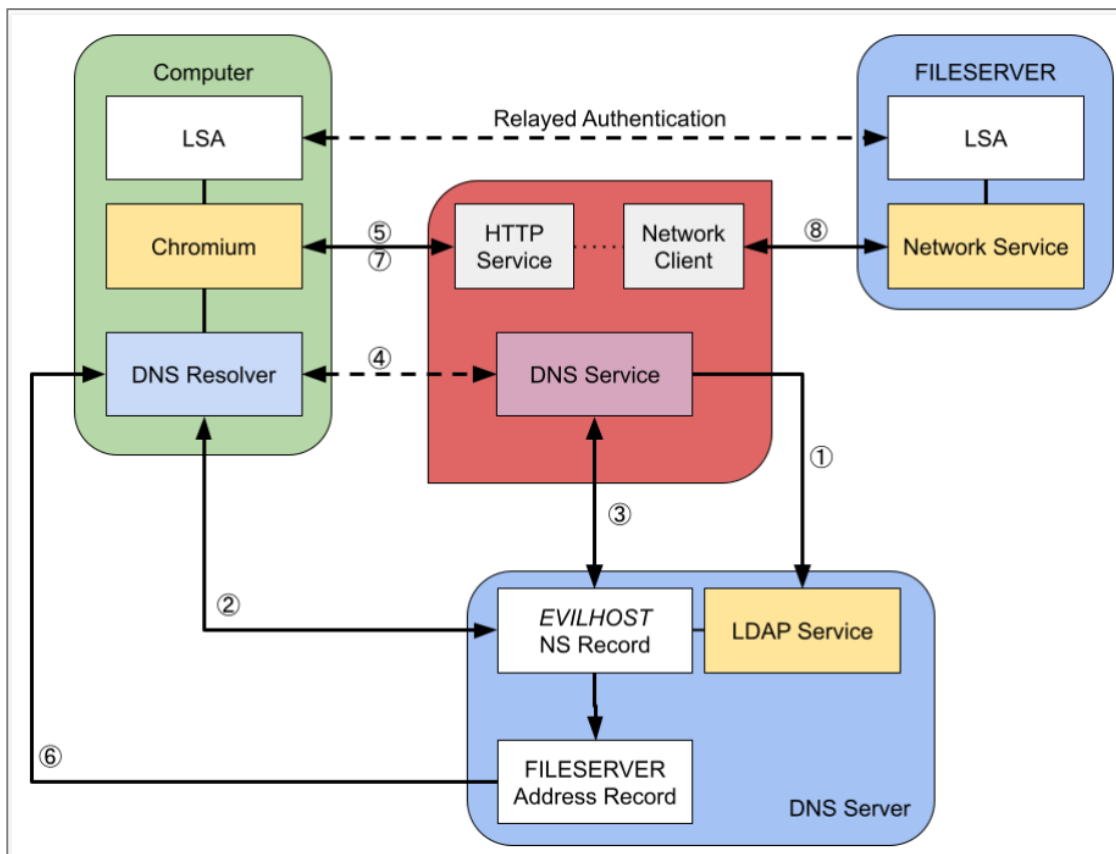 Computer
FILESERVER
LSA
Relayed Authentication
LSA
Chromium
⑤
⑦
HTTP
Service
Network
Client
⑧
Network Service
DNS Resolver
④
DNS Service
①
③
②
EVILHOST
NS Record
LDAP Service
⑥
FILESERVER
Address Record
DNS Server